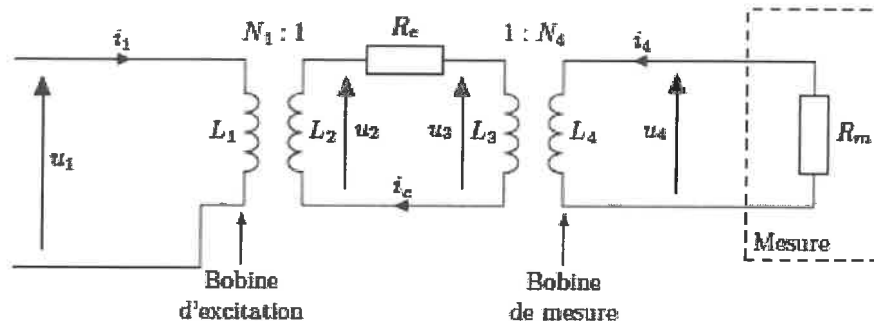 i₁
N₁ : 1
Rₑ
1 : N₄
i₄
u₁
L₁
L₂
u₂
u₃
L₃
L₄
u₄
Rₘ
iₑ
Mesure
Bobine
d'excitation
Bobine
de mesure